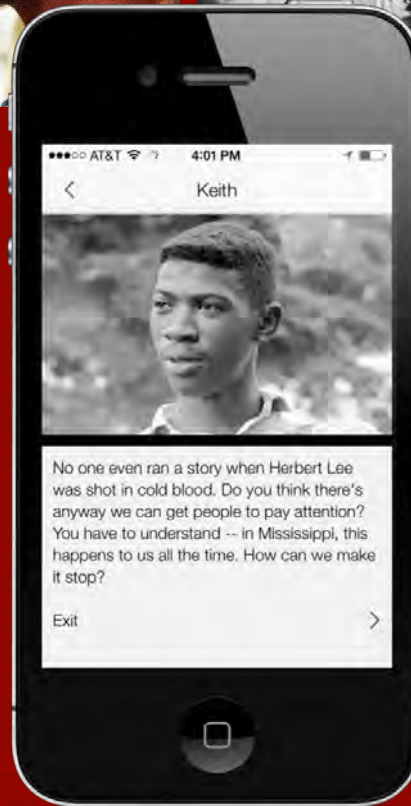 AT&T 4:01 PM
Keith
No one even ran a story when Herbert Lee
was shot in cold blood. Do you think there's
anyway we can get people to pay attention?
You have to understand -- in Mississippi, this
happens to us all the time. How can we make
it stop?
Exit